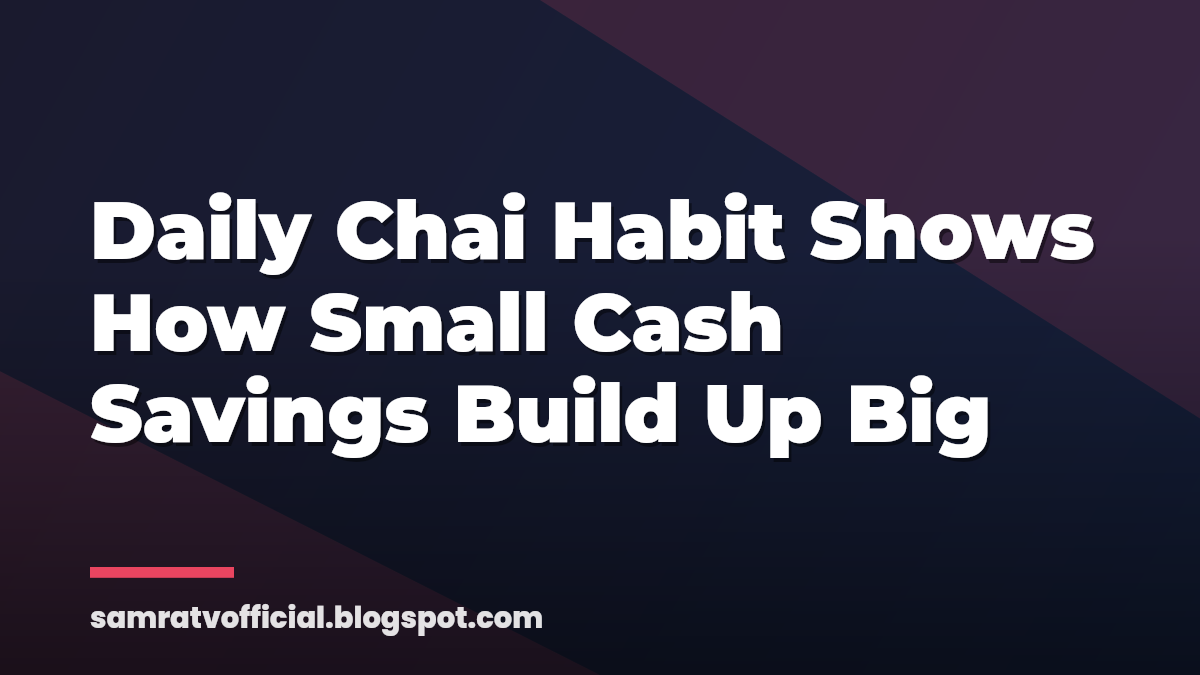 Daily Chai Habit Shows
How Small Cash
Savings Build Up Big
samratvofficial.blogspot.com